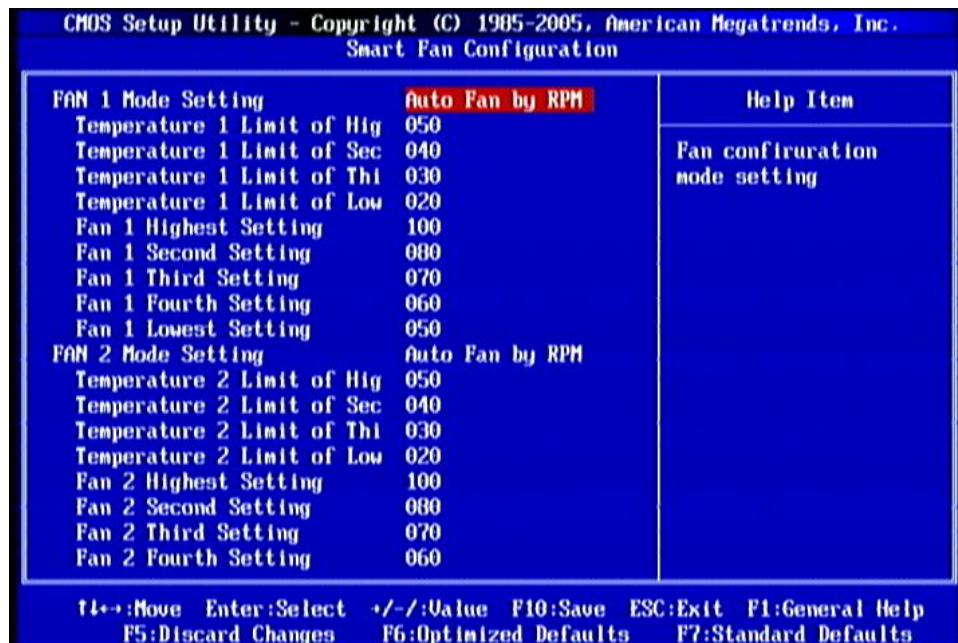 CMOS Setup Utility - Copyright (C) 1985-2005, American Megatrends, Inc.
Smart Fan Configuration
FAN 1 Mode Setting Auto Fan by RPM
Temperature 1 Limit of Hig 050
Temperature 1 Limit of Sec 040
Temperature 1 Limit of Thi 030
Temperature 1 Limit of Low 020
Fan 1 Highest Setting 100
Fan 1 Second Setting 080
Fan 1 Third Setting 070
Fan 1 Fourth Setting 060
Fan 1 Lowest Setting 050
FAN 2 Mode Setting Auto Fan by RPM
Temperature 2 Limit of Hig 050
Temperature 2 Limit of Sec 040
Temperature 2 Limit of Thi 030
Temperature 2 Limit of Low 020
Fan 2 Highest Setting 100
Fan 2 Second Setting 080
Fan 2 Third Setting 070
Fan 2 Fourth Setting 060
Help Item
Fan confiruration
mode setting
↑↓←→:Move Enter:Select +/-/:Value F10:Save ESC:Exit F1:General Help
F5:Discard Changes F6:Optimized Defaults F7:Standard Defaults